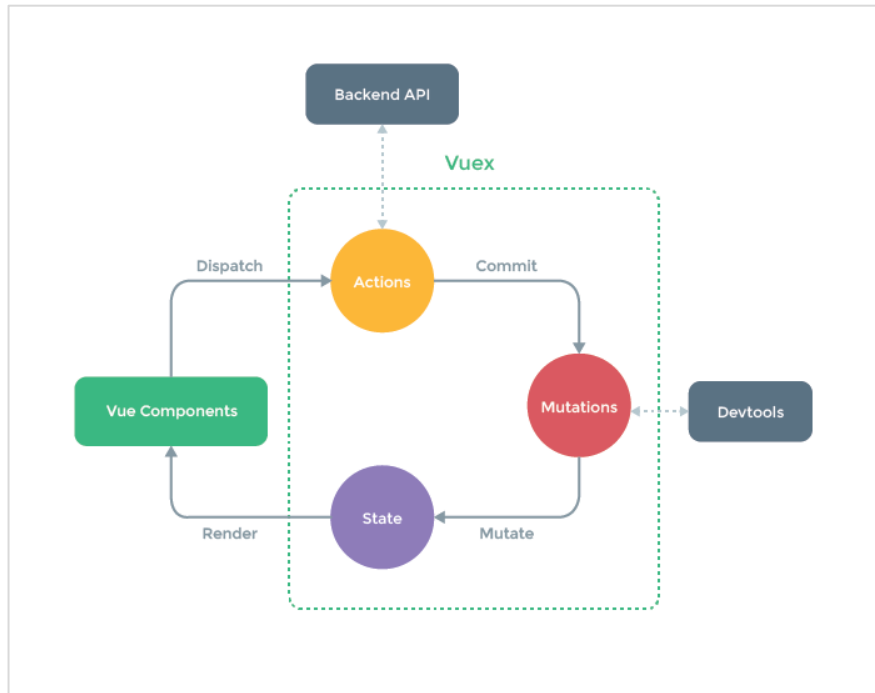 Backend API
Vuex
Dispatch
Commit
Actions
Vue Components
Mutations
Devtools
State
Render
Mutate